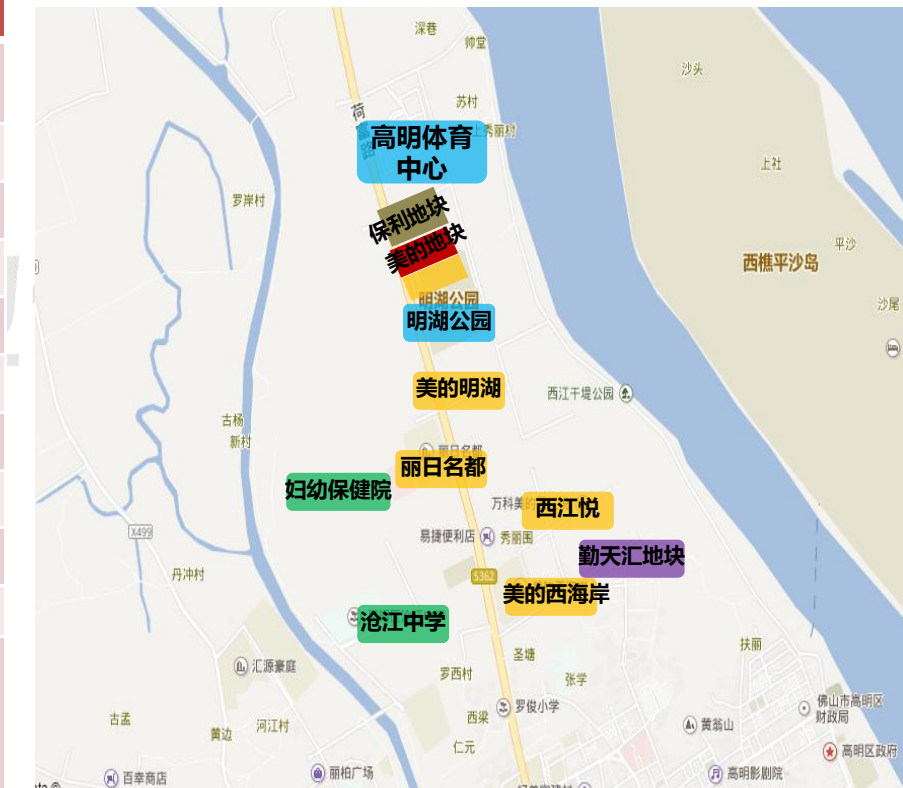 深巷
帅堂
沙头
苏村
荷富路
上秀丽村
高明体育
中心
上社
罗岸村
保利地块
平沙
美的地块
西樵平沙岛
明湖公园
沙尾
明湖公园
美的明湖
西江干堤公园
古杨
新村
丽日名都
丽日名都
妇幼保健院
万科美的
西江悦
X499
易捷便利店
秀丽围
勤天汇地块
丹冲村
S362
美的西海岸
沧江中学
扶丽
圣塘
汇源豪庭
罗西村
张学
佛山市高明区
财政局
古孟
河江村
西梁
罗俊小学
黄翁山
黄边
仁元
高明区政府
百幸商店
丽柏广场
高明影剧院